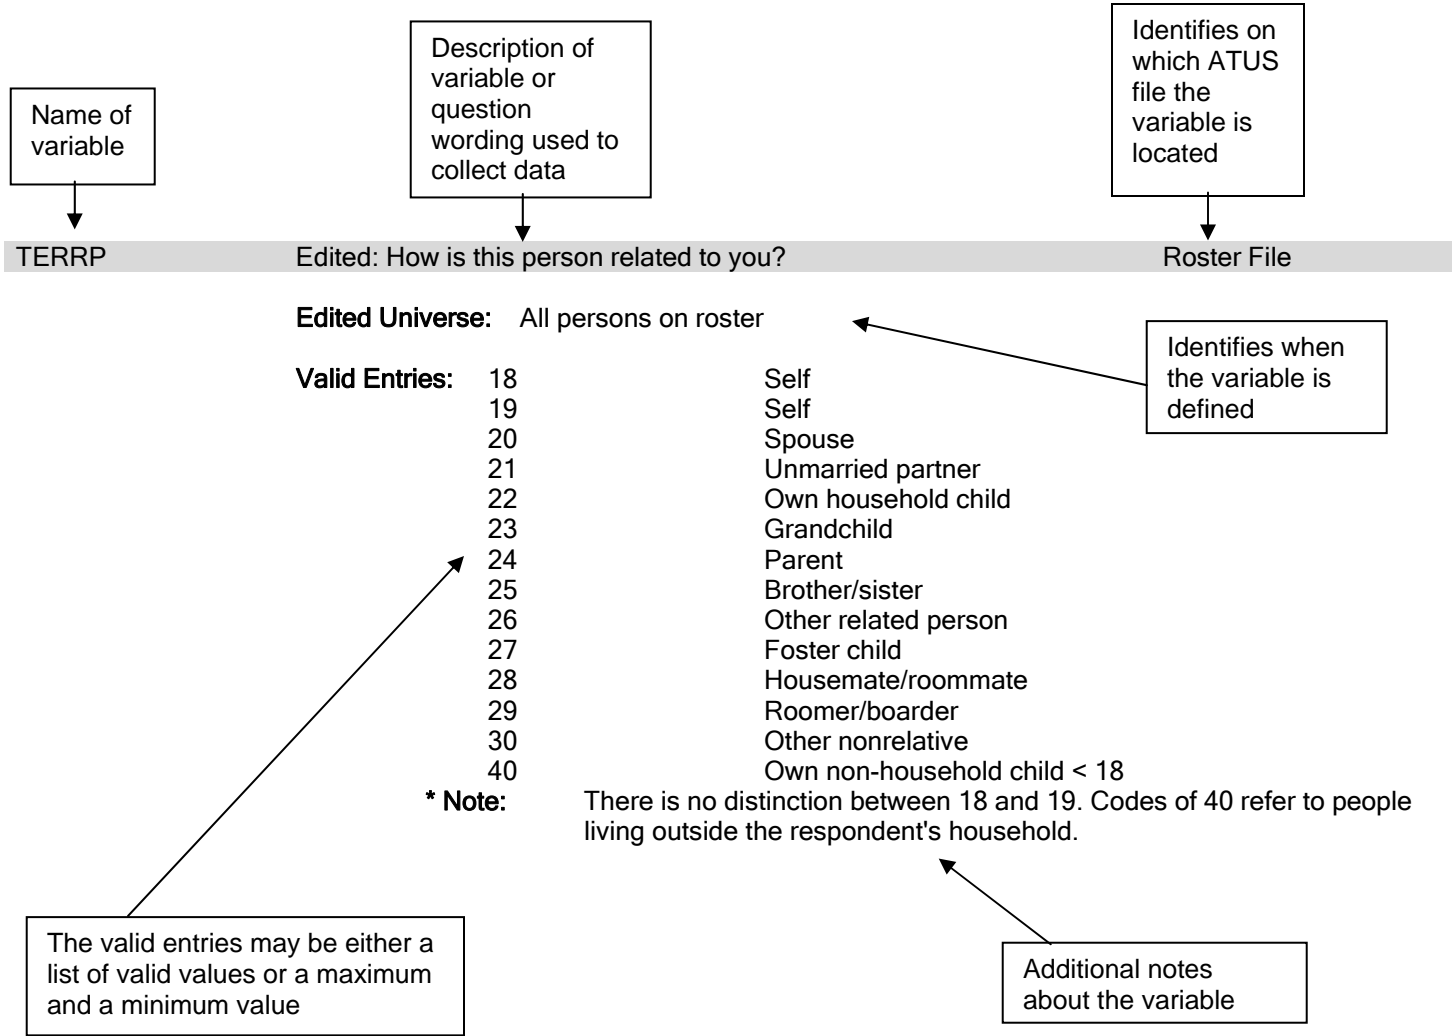 Name of
variable
Description of
variable or
question
wording used to
collect data
Identifies on
which ATUS
file the
variable is
located
TERRP Edited: How is this person related to you? Roster File
Edited Universe: All persons on roster
Identifies when
the variable is
defined
Valid Entries: 18 Self
19 Self
20 Spouse
21 Unmarried partner
22 Own household child
23 Grandchild
24 Parent
25 Brother/sister
26 Other related person
27 Foster child
28 Housemate/roommate
29 Roomer/boarder
30 Other nonrelative
40 Own non-household child < 18
* Note: There is no distinction between 18 and 19. Codes of 40 refer to people
living outside the respondent's household.
The valid entries may be either a
list of valid values or a maximum
and a minimum value
Additional notes
about the variable